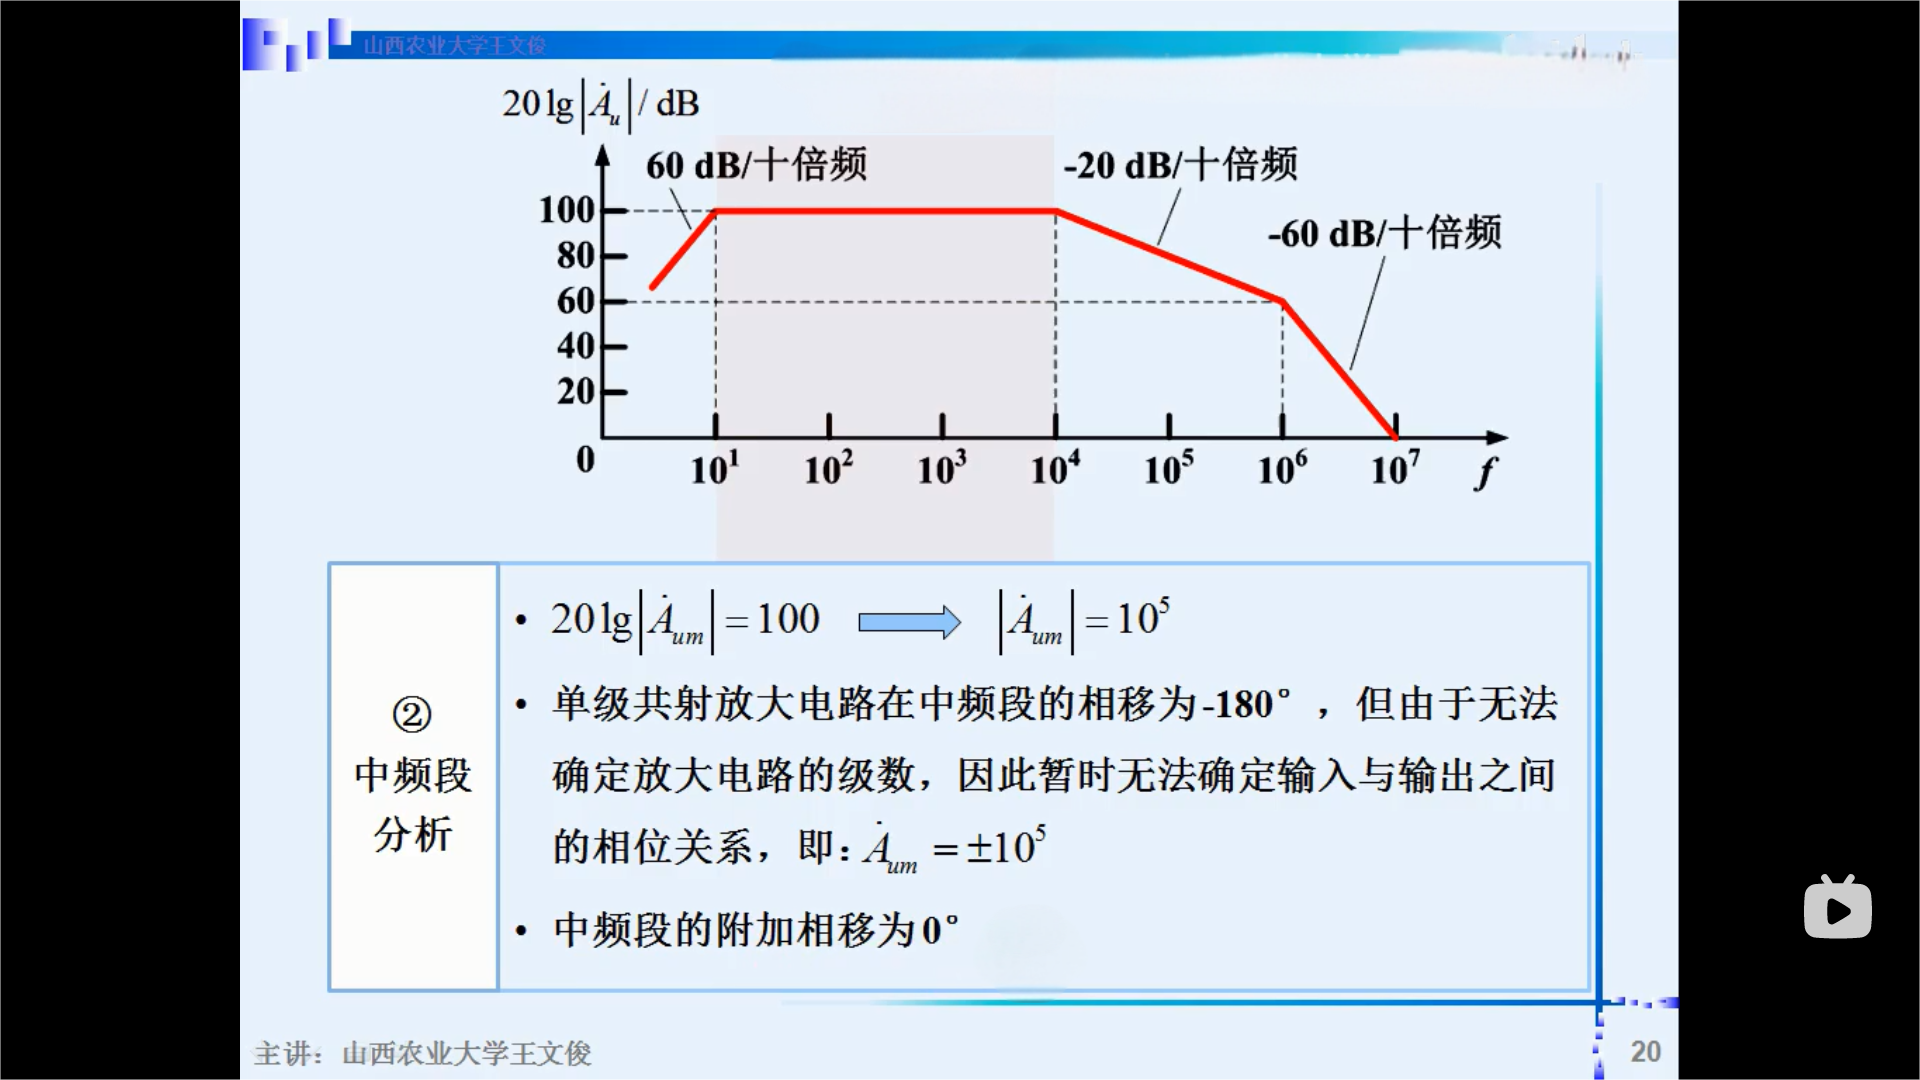 山西农业大学王文俊
20lg|Ȧu|/ dB
60 dB/十倍频
-20 dB/十倍频
-60 dB/十倍频
100
80
60
40
20
0
10¹ 10² 10³ 10⁴ 10⁵ 10⁶ 10⁷ f
②
中频段
分析
• 20lg|Ȧum| = 100 |Ȧum| = 10⁵
• 单级共射放大电路在中频段的相移为-180°，但由于无法
确定放大电路的级数，因此暂时无法确定输入与输出之间
的相位关系，即：Ȧum = ±10⁵
• 中频段的附加相移为0°
主讲：山西农业大学王文俊
20